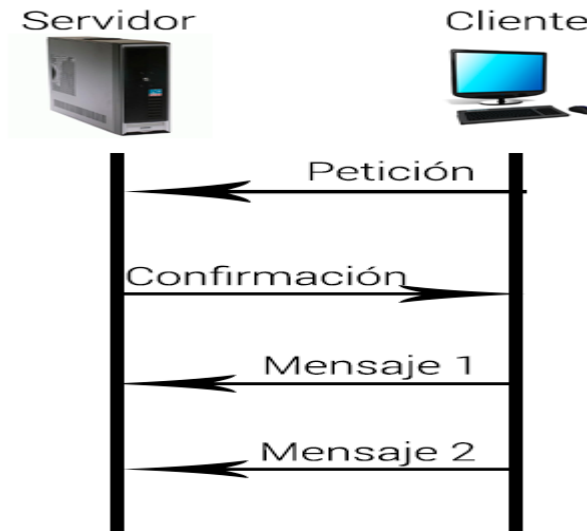 Servidor
Cliente
Petición
Confirmación
Mensaje 1
Mensaje 2